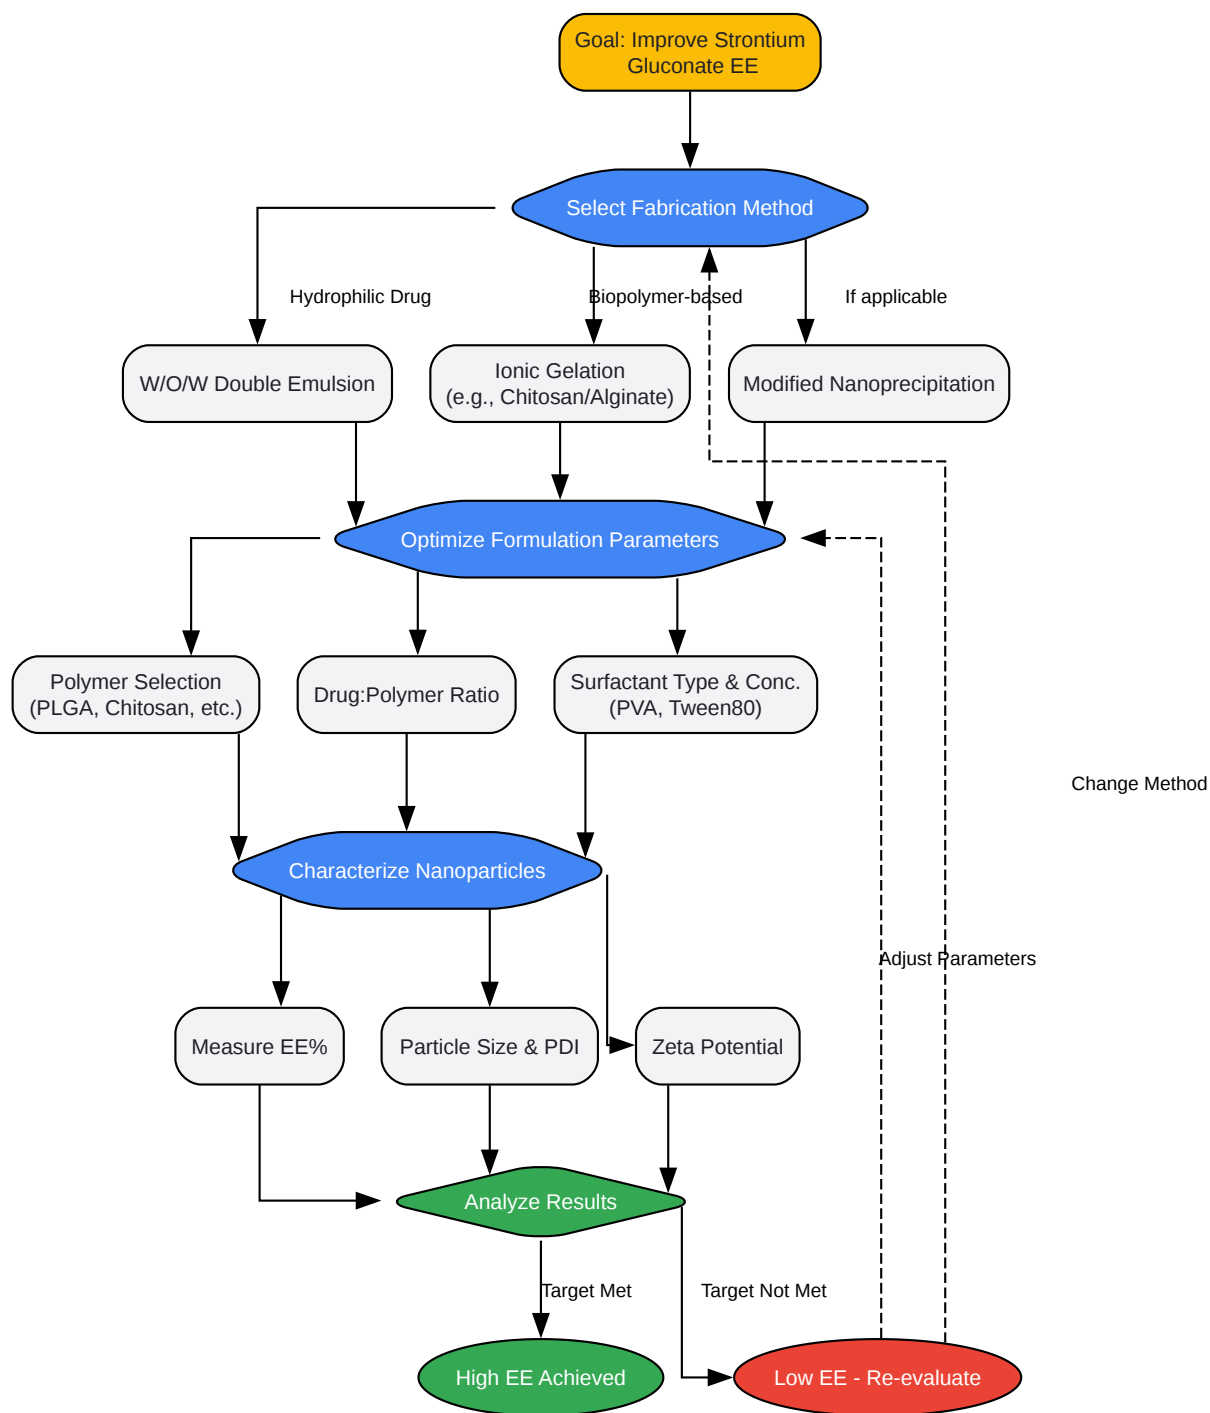 Goal: Improve Strontium
Gluconate EE
Select Fabrication Method
Hydrophilic Drug
Biopolymer-based
If applicable
W/O/W Double Emulsion
Ionic Gelation
(e.g., Chitosan/Alginate)
Modified Nanoprecipitation
Optimize Formulation Parameters
Polymer Selection
(PLGA, Chitosan, etc.)
Drug:Polymer Ratio
Surfactant Type & Conc.
(PVA, Tween80)
Change Method
Characterize Nanoparticles
Adjust Parameters
Measure EE%
Particle Size & PDI
Zeta Potential
Analyze Results
Target Met
Target Not Met
High EE Achieved
Low EE - Re-evaluate